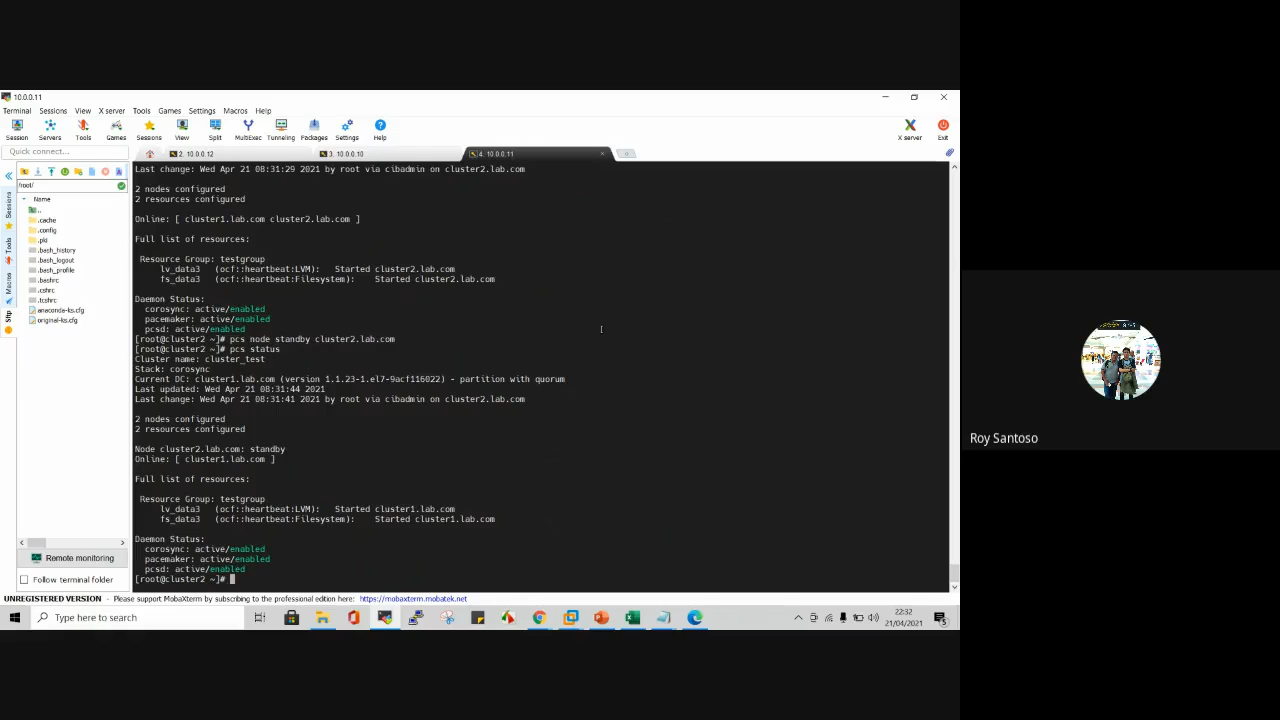 10.0.0.11
Terminal Sessions View X server Tools Games Settings Macros Help
Session Servers Tools Games Sessions View Split MultiExec Tunneling Packages Settings Help X server Exit
Quick connect...
2. 10.0.0.12 3. 10.0.0.10 4. 10.0.0.11
/root/
Name
..
.cache
.config
.pki
.bash_history
.bash_logout
.bash_profile
.bashrc
.cshrc
.tcshrc
anaconda-ks.cfg
original-ks.cfg
Sessions
Tools
Macros
Sftp
Remote monitoring
Follow terminal folder
Last change: Wed Apr 21 08:31:29 2021 by root via cibadmin on cluster2.lab.com
2 nodes configured
2 resources configured
Online: [ cluster1.lab.com cluster2.lab.com ]
Full list of resources:
Resource Group: testgroup
lv_data3 (ocf::heartbeat:LVM): Started cluster2.lab.com
fs_data3 (ocf::heartbeat:Filesystem): Started cluster2.lab.com
Daemon Status:
corosync: active/enabled
pacemaker: active/enabled
pcsd: active/enabled
[root@cluster2 ~]# pcs node standby cluster2.lab.com
[root@cluster2 ~]# pcs status
Cluster name: cluster_test
Stack: corosync
Current DC: cluster1.lab.com (version 1.1.23-1.el7-9acf116022) - partition with quorum
Last updated: Wed Apr 21 08:31:44 2021
Last change: Wed Apr 21 08:31:41 2021 by root via cibadmin on cluster2.lab.com
2 nodes configured
2 resources configured
Node cluster2.lab.com: standby
Online: [ cluster1.lab.com ]
Full list of resources:
Resource Group: testgroup
lv_data3 (ocf::heartbeat:LVM): Started cluster1.lab.com
fs_data3 (ocf::heartbeat:Filesystem): Started cluster1.lab.com
Daemon Status:
corosync: active/enabled
pacemaker: active/enabled
pcsd: active/enabled
[root@cluster2 ~]#
UNREGISTERED VERSION - Please support MobaXterm by subscribing to the professional edition here: https://mobaxterm.mobatek.net
Type here to search
22:32
21/04/2021
5
Roy Santoso